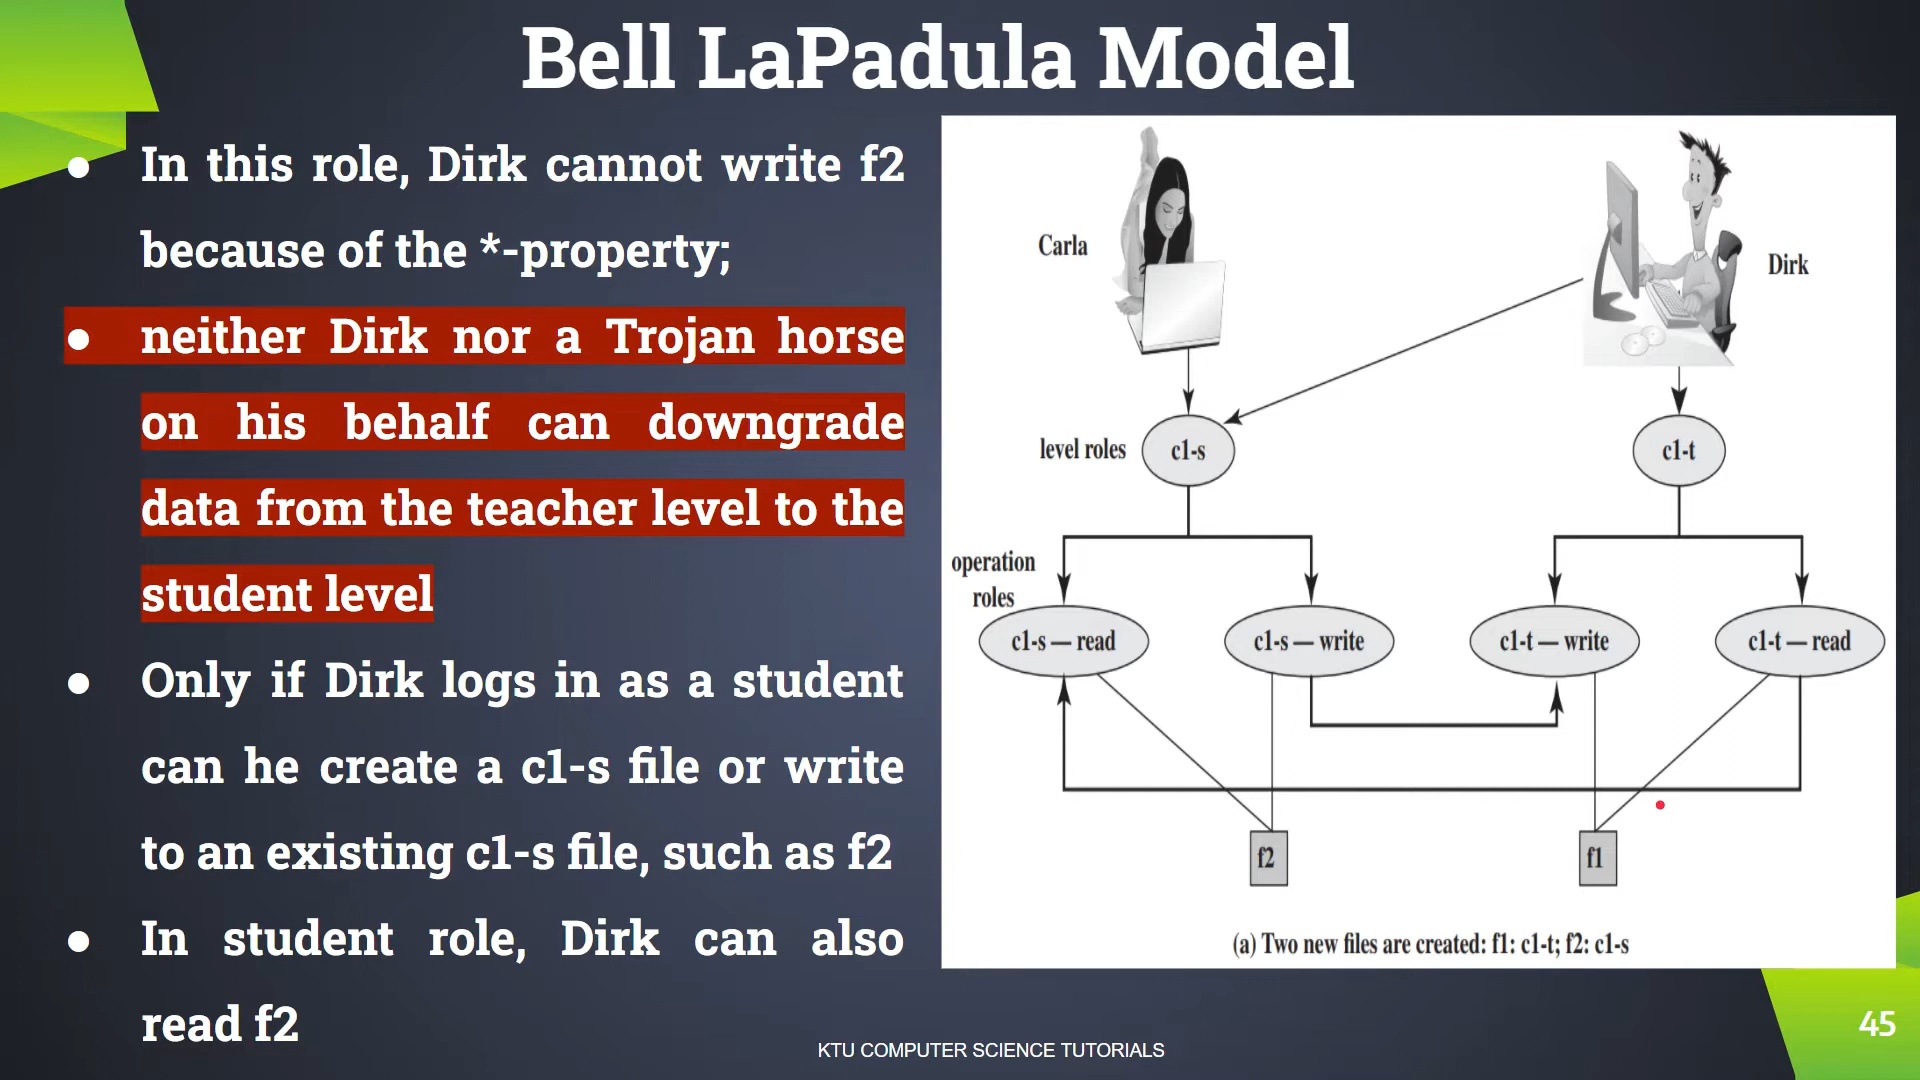 Bell LaPadula Model
● In this role, Dirk cannot write f2
because of the *-property;
● neither Dirk nor a Trojan horse
on his behalf can downgrade
data from the teacher level to the
student level
● Only if Dirk logs in as a student
can he create a c1-s file or write
to an existing c1-s file, such as f2
● In student role, Dirk can also
read f2
Carla
Dirk
level roles
c1-s
c1-t
operation
roles
c1-s — read
c1-s — write
c1-t — write
c1-t — read
f2
f1
(a) Two new files are created: f1: c1-t; f2: c1-s
KTU COMPUTER SCIENCE TUTORIALS
45